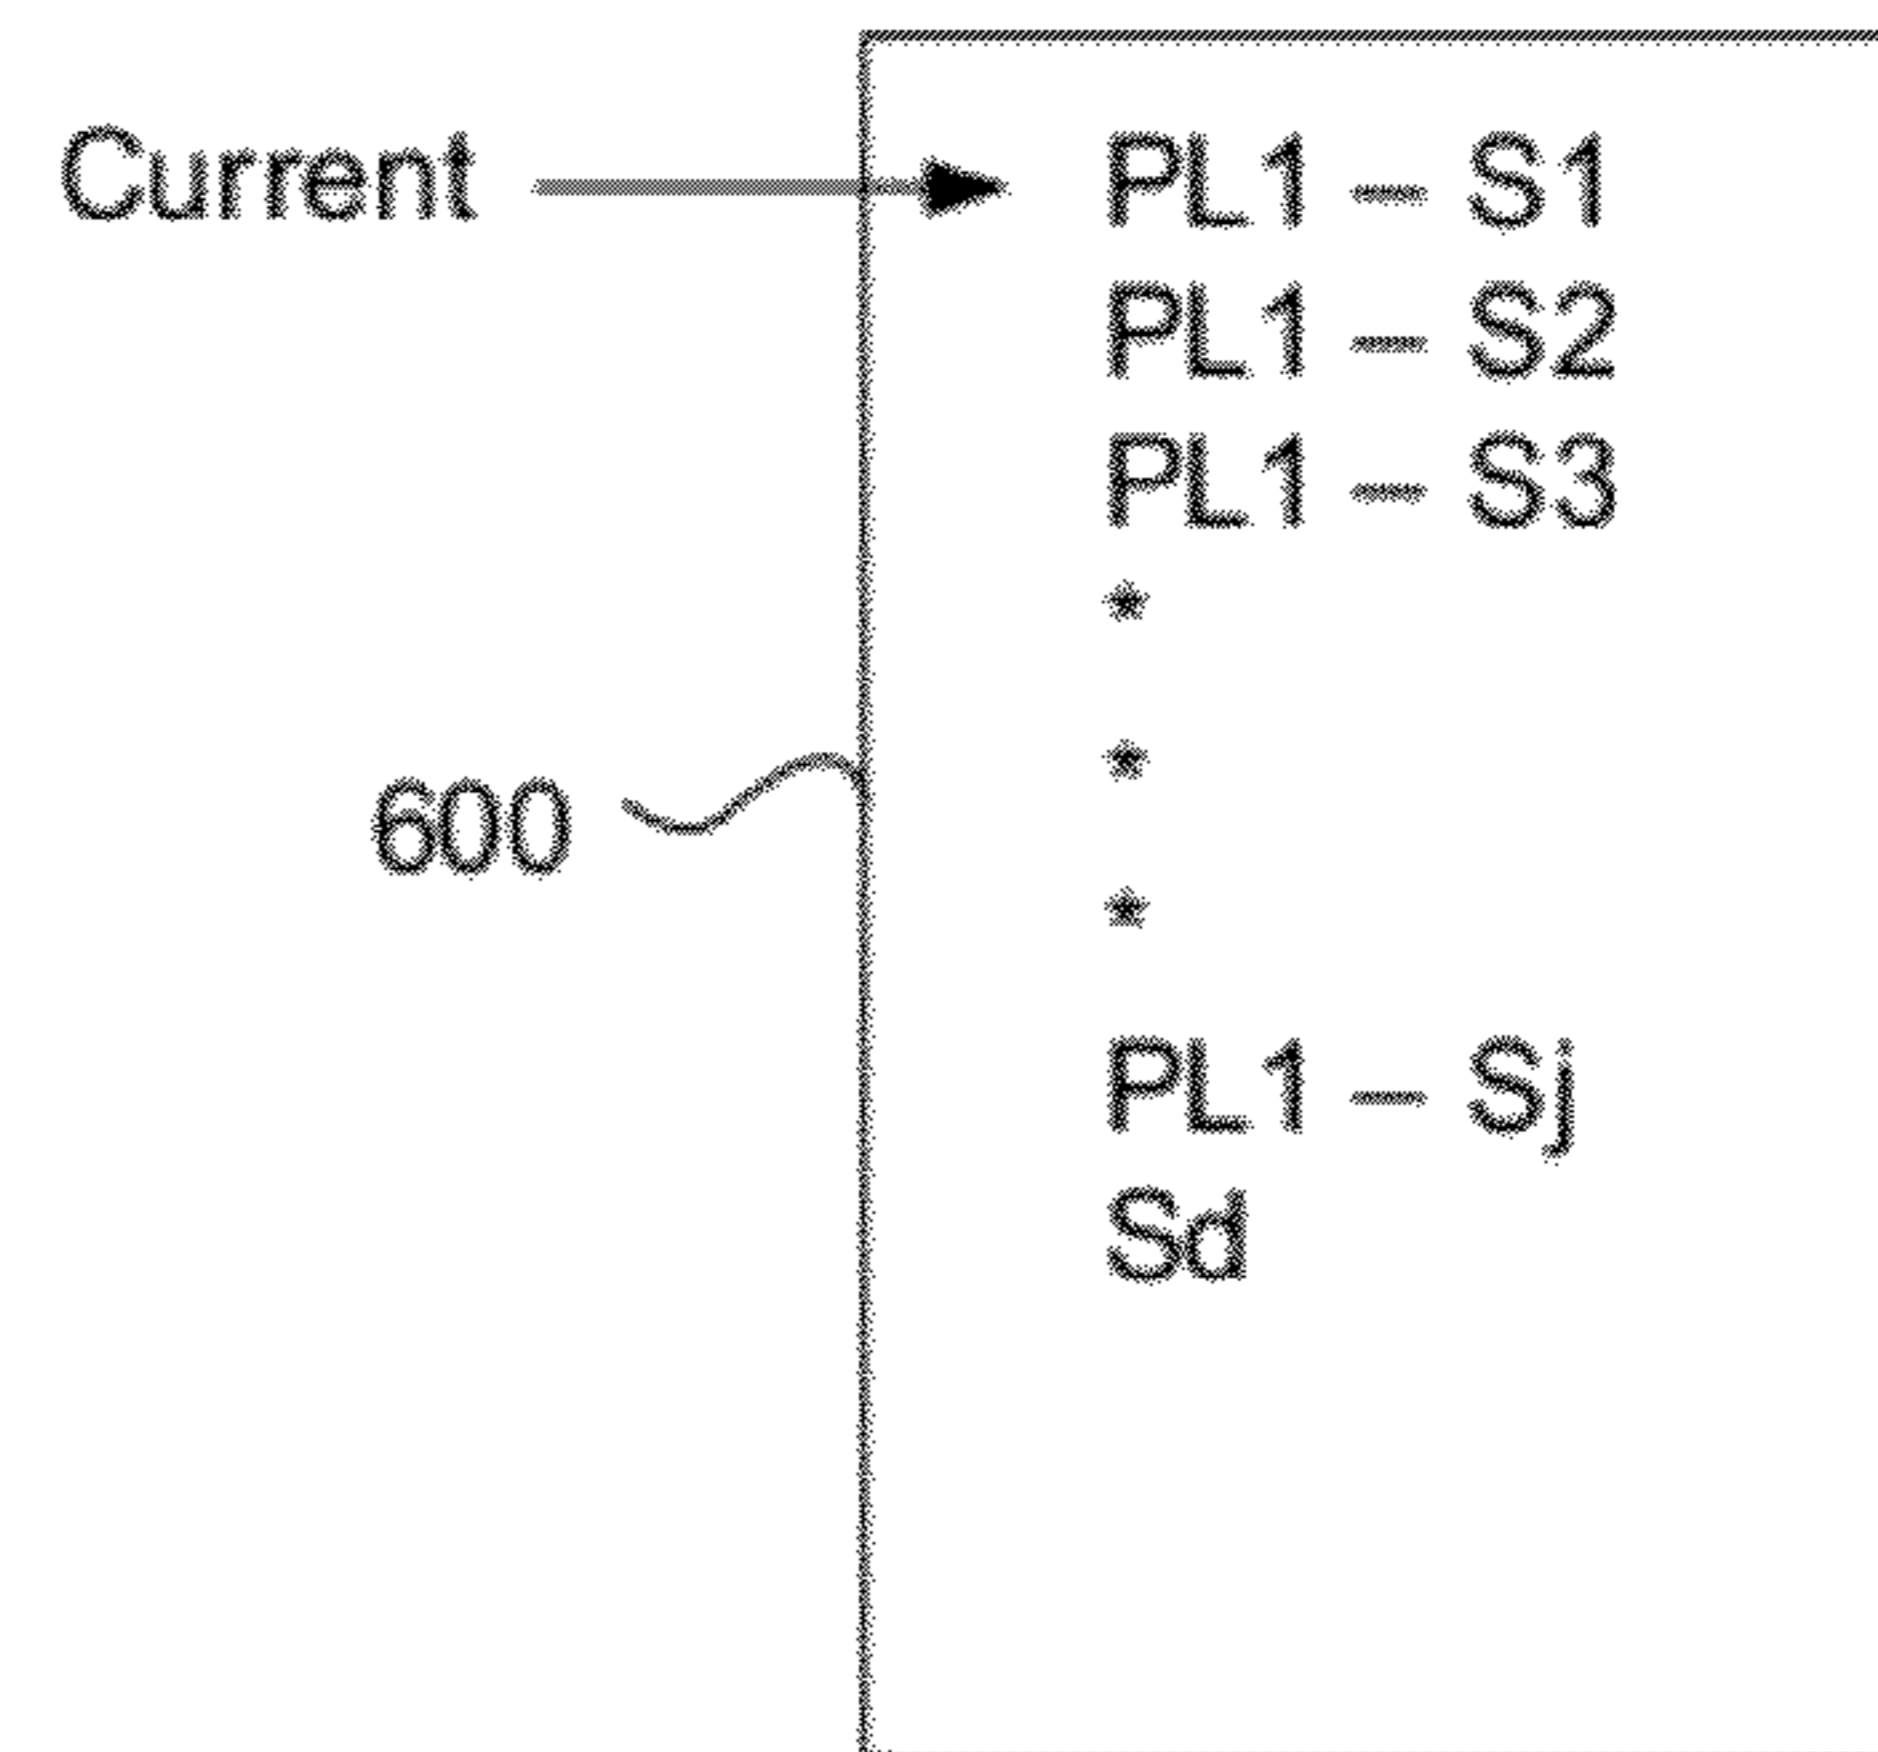 Current PL1 – S1
PL1 – S2
PL1 – S3
*
*
600
*
PL1 – Sj
Sd